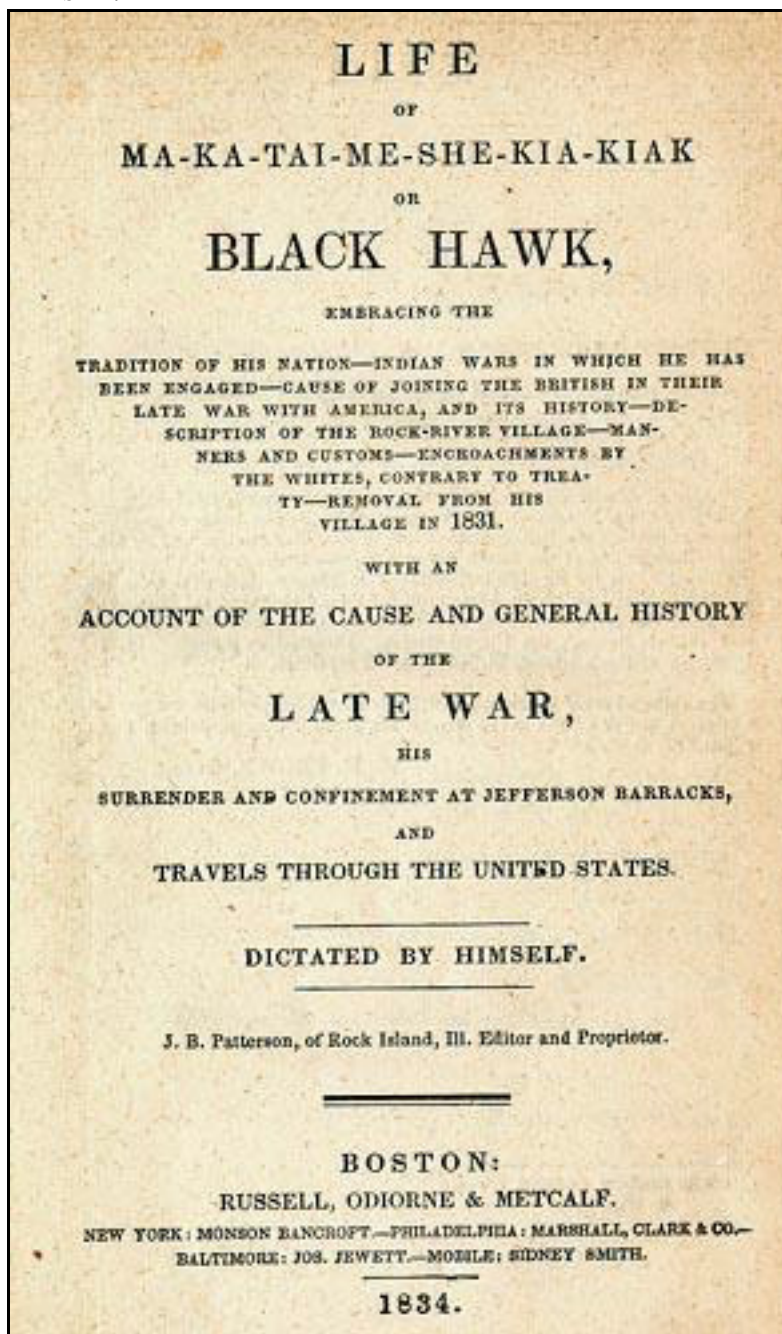 LIFE
OF
MA-KA-TAI-ME-SHE-KIA-KIAK
OR
BLACK HAWK,
EMBRACING THE
TRADITION OF HIS NATION—INDIAN WARS IN WHICH HE HAS
BEEN ENGAGED—CAUSE OF JOINING THE BRITISH IN THEIR
LATE WAR WITH AMERICA, AND ITS HISTORY—DE-
SCRIPTION OF THE ROCK-RIVER VILLAGE—MAN-
NERS AND CUSTOMS—ENCROACHMENTS BY
THE WHITES, CONTRARY TO TREA-
TY—REMOVAL FROM HIS
VILLAGE IN 1831.
WITH AN
ACCOUNT OF THE CAUSE AND GENERAL HISTORY
OF THE
LATE WAR,
HIS
SURRENDER AND CONFINEMENT AT JEFFERSON BARRACKS,
AND
TRAVELS THROUGH THE UNITED STATES.
DICTATED BY HIMSELF.
J. B. Patterson, of Rock Island, Ill. Editor and Proprietor.
BOSTON:
RUSSELL, ODIORNE & METCALF.
NEW YORK: MONSON BANCROFT.—PHILADELPHIA: MARSHALL, CLARK & CO.—
BALTIMORE: JOS. JEWETT.—MOBILE: SIDNEY SMITH.
1834.